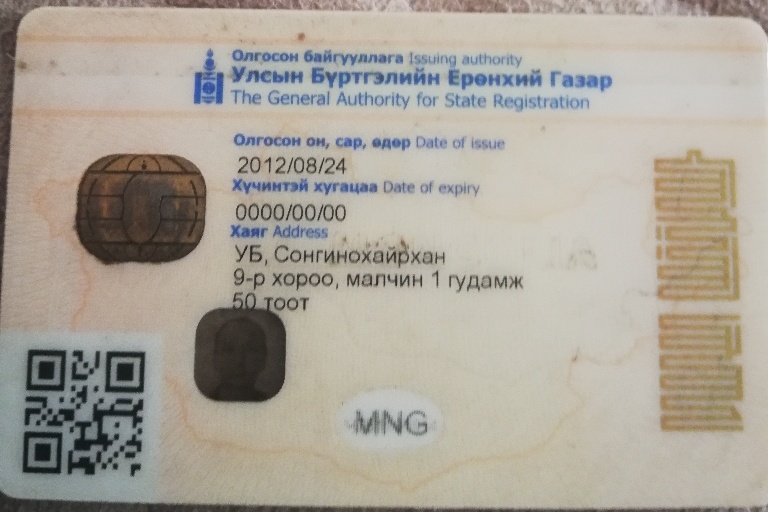 Олгосон байгууллага Issuing authority
Улсын Бүртгэлийн Ерөнхий Газар
The General Authority for State Registration
Олгосон он, сар, өдөр Date of issue
2012/08/24
Хүчинтэй хугацаа Date of expiry
0000/00/00
Хаяг Address
УБ, Сонгинохайрхан
9-р хороо, малчин 1 гудамж
50 тоот
MNG